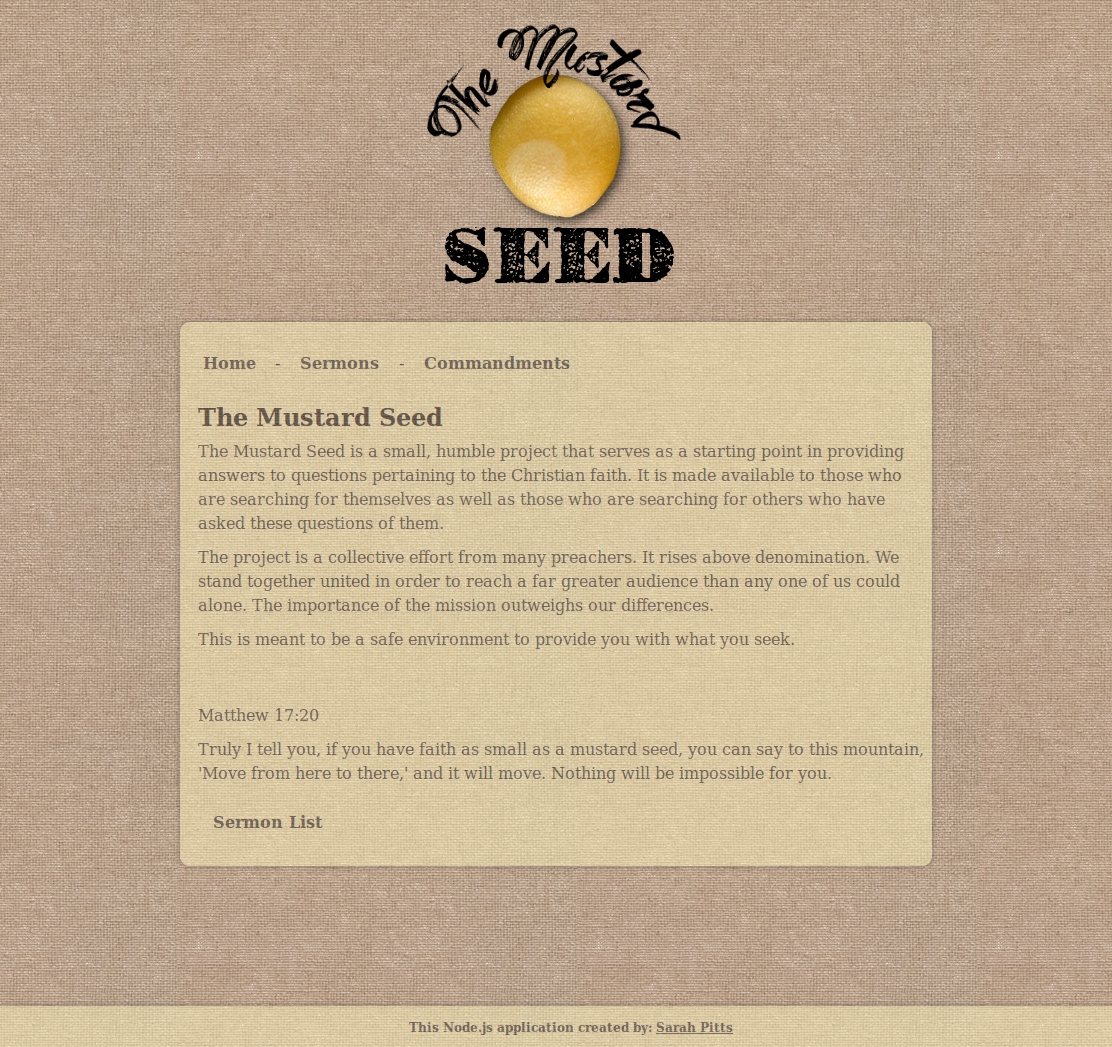 The Mustard
SEED
Home - Sermons - Commandments
The Mustard Seed
The Mustard Seed is a small, humble project that serves as a starting point in providing
answers to questions pertaining to the Christian faith. It is made available to those who
are searching for themselves as well as those who are searching for others who have
asked these questions of them.
The project is a collective effort from many preachers. It rises above denomination. We
stand together united in order to reach a far greater audience than any one of us could
alone. The importance of the mission outweighs our differences.
This is meant to be a safe environment to provide you with what you seek.
Matthew 17:20
Truly I tell you, if you have faith as small as a mustard seed, you can say to this mountain,
'Move from here to there,' and it will move. Nothing will be impossible for you.
Sermon List
This Node.js application created by: Sarah Pitts